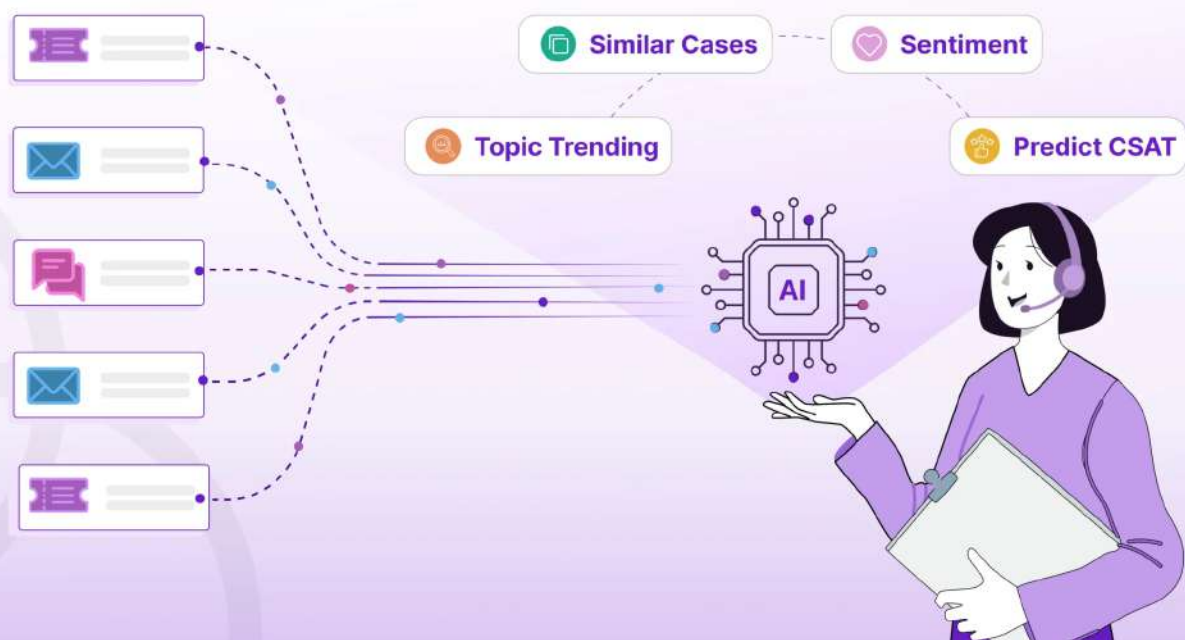 Similar Cases
Sentiment
Topic Trending
Predict CSAT
AI